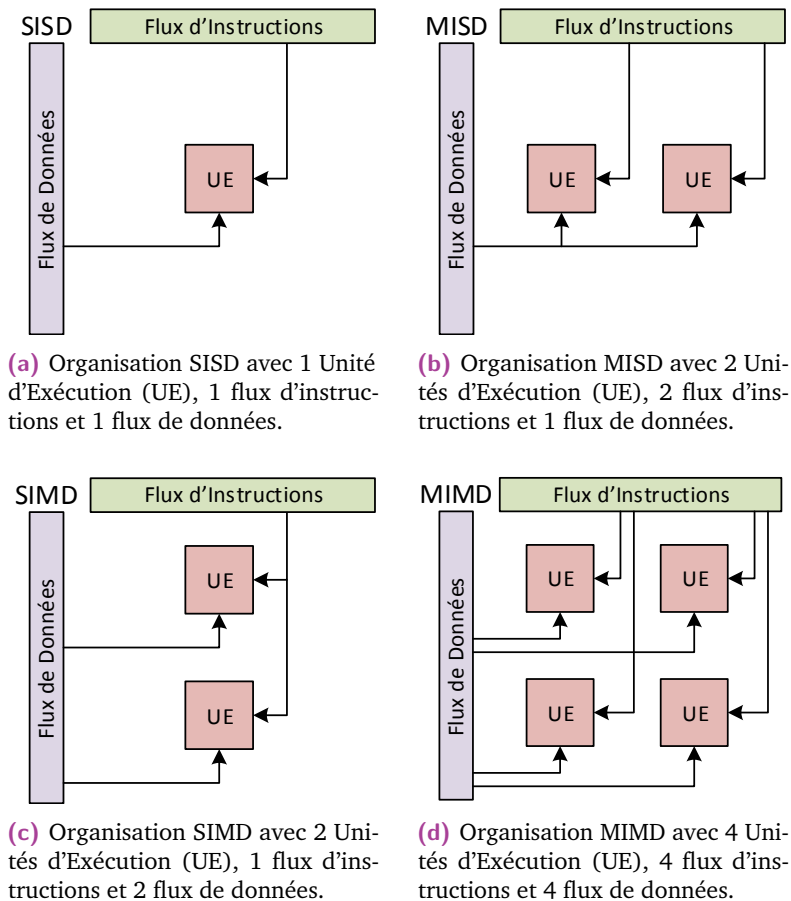 SISD
Flux d'Instructions
Flux de Données
UE
(a) Organisation SISD avec 1 Unité
d'Exécution (UE), 1 flux d'instruc-
tions et 1 flux de données.
MISD
Flux d'Instructions
Flux de Données
UE
UE
(b) Organisation MISD avec 2 Uni-
tés d'Exécution (UE), 2 flux d'ins-
tructions et 1 flux de données.
SIMD
Flux d'Instructions
Flux de Données
UE
UE
(c) Organisation SIMD avec 2 Uni-
tés d'Exécution (UE), 1 flux d'ins-
tructions et 2 flux de données.
MIMD
Flux d'Instructions
Flux de Données
UE
UE
UE
UE
(d) Organisation MIMD avec 4 Uni-
tés d'Exécution (UE), 4 flux d'ins-
tructions et 4 flux de données.